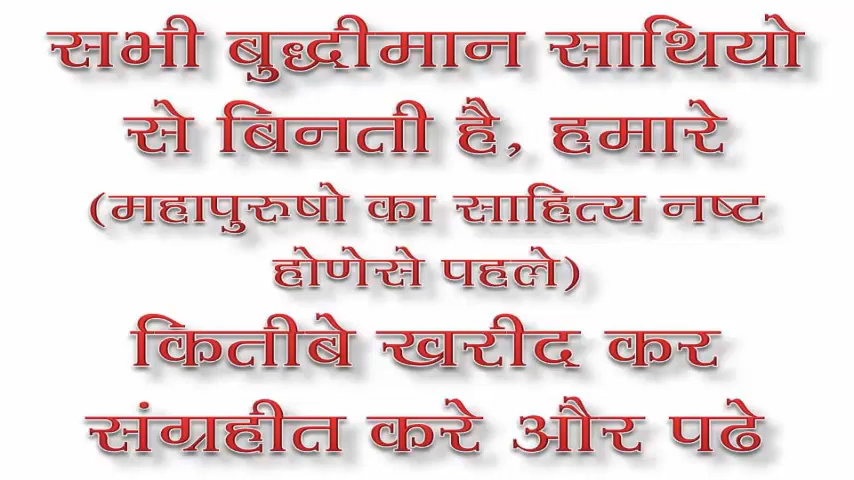 सभी बुद्धीमान साथियो
से बिनती है, हमारे
(महापुरुषो का साहित्य नष्ट
होणेसे पहले)
कितीबे खरीद कर
संग्रहीत करे और पढे